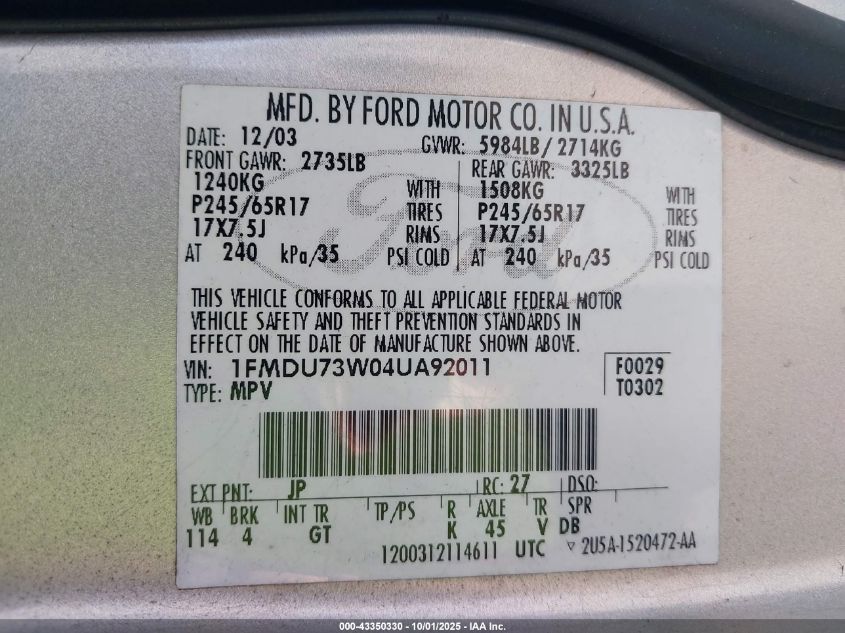 MFD. BY FORD MOTOR CO. IN U.S.A.
DATE: 12/03 GVWR: 5984LB/ 2714KG
FRONT GAWR: 2735LB REAR GAWR: 3325LB
1240KG WITH 1508KG WITH
P245/65R17 TIRES P245/65R17 TIRES
17X7.5J RIMS 17X7.5J RIMS
AT 240 kPa/35 PSI COLD AT 240 kPa/35 PSI COLD
Ford
THIS VEHICLE CONFORMS TO ALL APPLICABLE FEDERAL MOTOR
VEHICLE SAFETY AND THEFT PREVENTION STANDARDS IN
EFFECT ON THE DATE OF MANUFACTURE SHOWN ABOVE.
VIN: 1FMDU73W04UA92011 F0029
TYPE: MPV T0302
EXT PNT: JP RC: 27 DSO:
WB BRK INT TR TP/PS R AXLE TR SPR
114 4 GT K 45 V DB
1200312114611 UTC ▽ 2U5A-1520472-AA
000-43350330 - 10/01/2025 - IAA Inc.